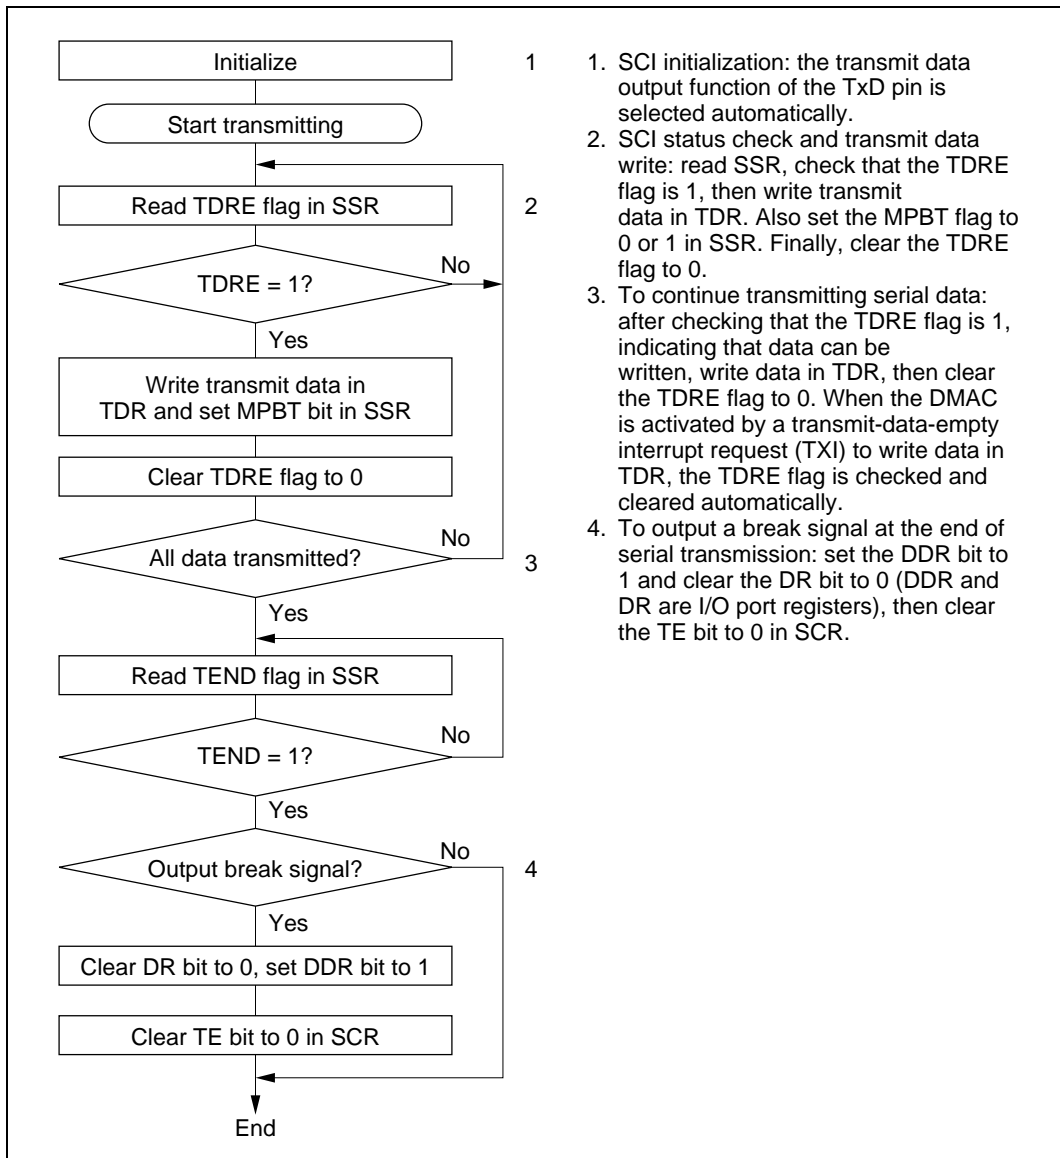 Initialize
1
Start transmitting
Read TDRE flag in SSR
2
TDRE = 1?
No
Yes
Write transmit data in
TDR and set MPBT bit in SSR
Clear TDRE flag to 0
All data transmitted?
No
3
Yes
Read TEND flag in SSR
TEND = 1?
No
Yes
Output break signal?
No
4
Yes
Clear DR bit to 0, set DDR bit to 1
Clear TE bit to 0 in SCR
End
1. SCI initialization: the transmit data
output function of the TxD pin is
selected automatically.
2. SCI status check and transmit data
write: read SSR, check that the TDRE
flag is 1, then write transmit
data in TDR. Also set the MPBT flag to
0 or 1 in SSR. Finally, clear the TDRE
flag to 0.
3. To continue transmitting serial data:
after checking that the TDRE flag is 1,
indicating that data can be
written, write data in TDR, then clear
the TDRE flag to 0. When the DMAC
is activated by a transmit-data-empty
interrupt request (TXI) to write data in
TDR, the TDRE flag is checked and
cleared automatically.
4. To output a break signal at the end of
serial transmission: set the DDR bit to
1 and clear the DR bit to 0 (DDR and
DR are I/O port registers), then clear
the TE bit to 0 in SCR.